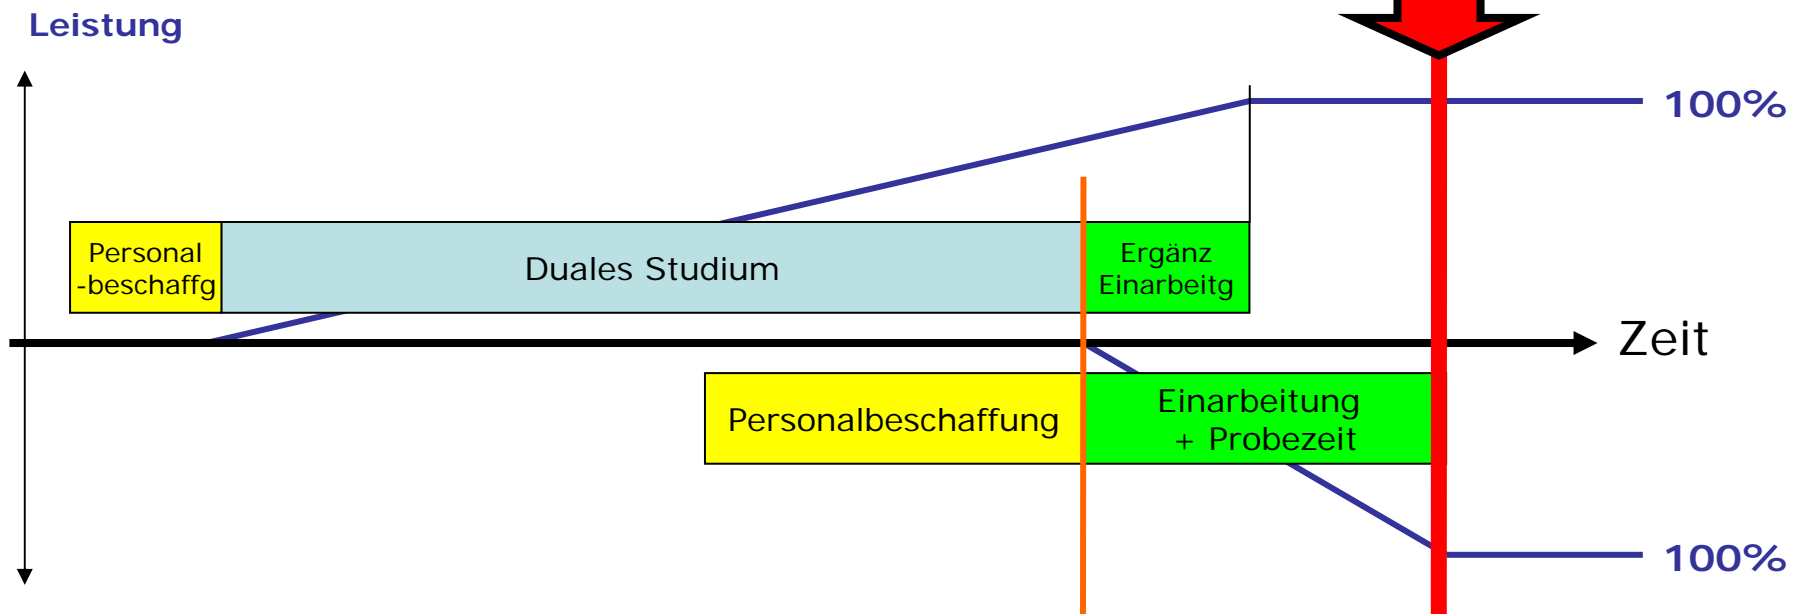 Leistung
100%
Personal
-beschaffg
Duales Studium
Ergänz
Einarbeitg
Zeit
Personalbeschaffung
Einarbeitung
+ Probezeit
100%